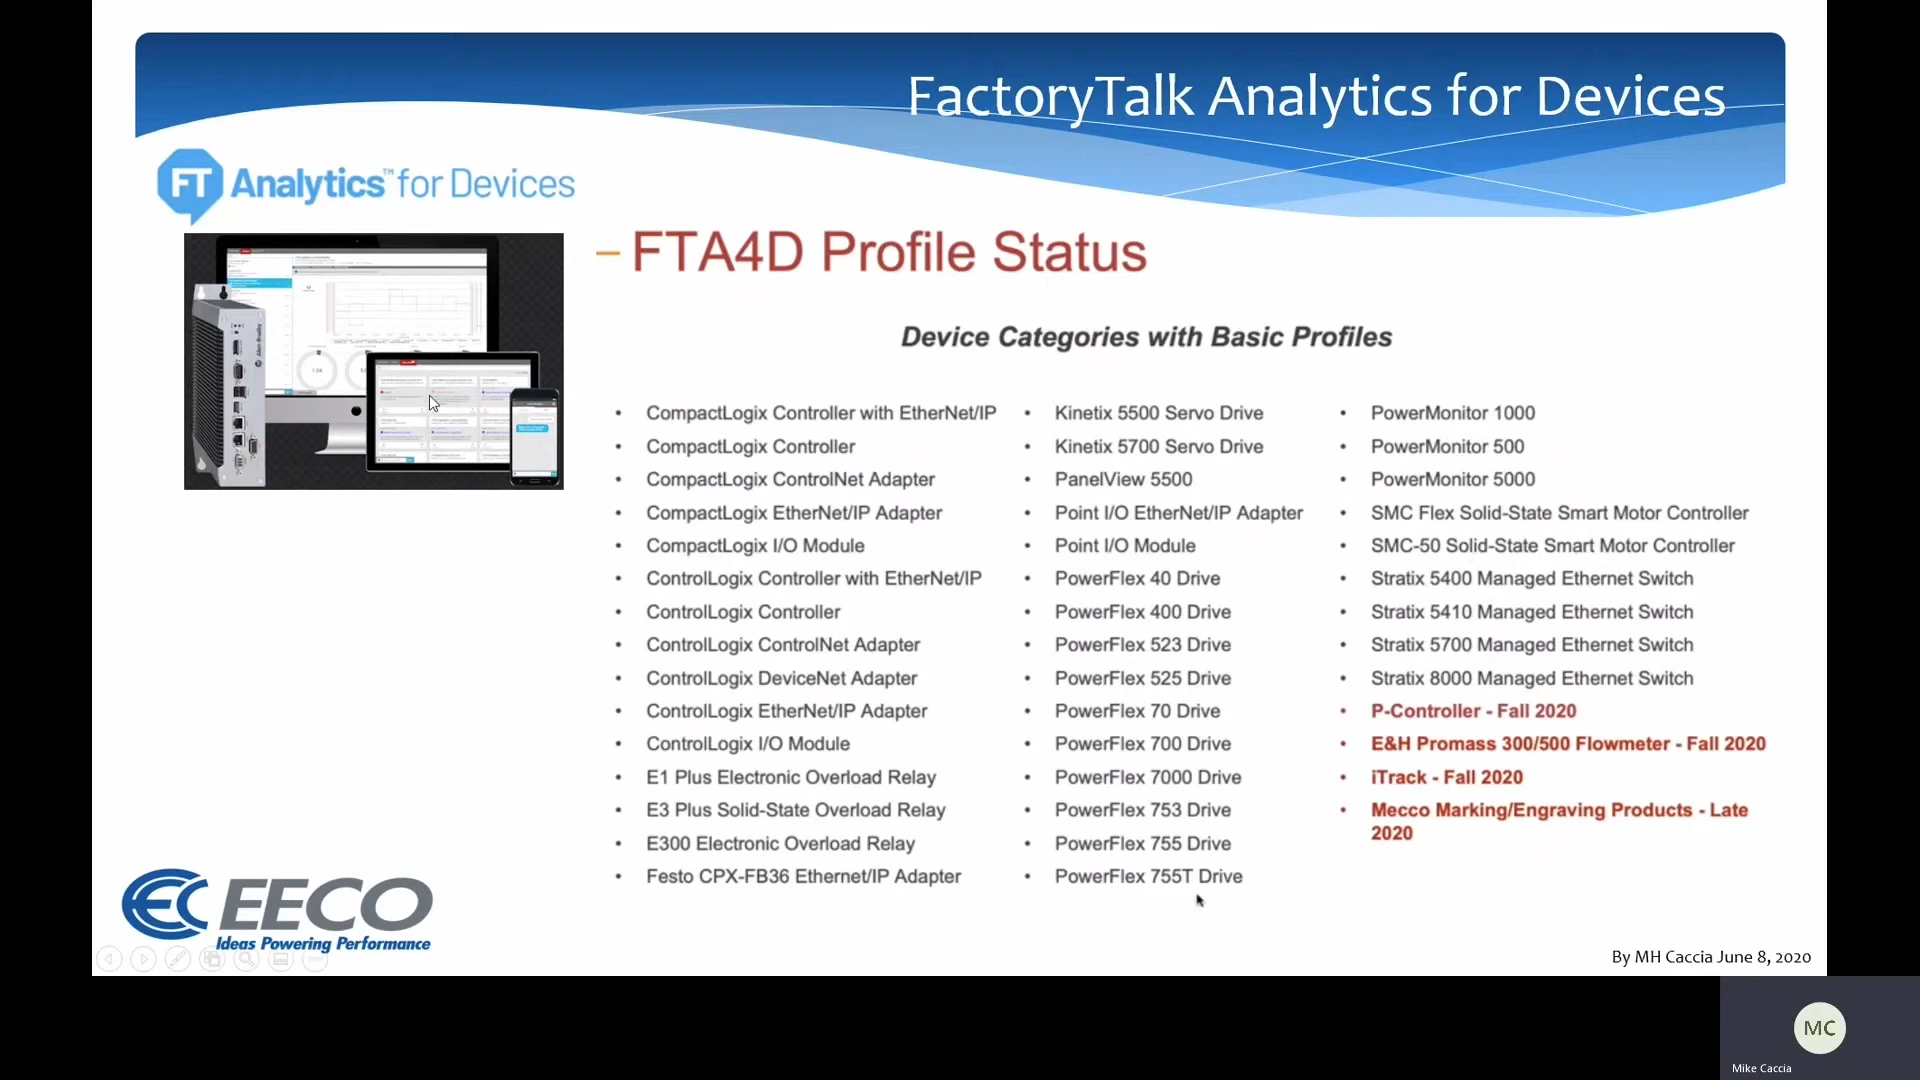 FactoryTalk Analytics for Devices
FT Analytics™ for Devices
– FTA4D Profile Status
Device Categories with Basic Profiles
• CompactLogix Controller with EtherNet/IP
• CompactLogix Controller
• CompactLogix ControlNet Adapter
• CompactLogix EtherNet/IP Adapter
• CompactLogix I/O Module
• ControlLogix Controller with EtherNet/IP
• ControlLogix Controller
• ControlLogix ControlNet Adapter
• ControlLogix DeviceNet Adapter
• ControlLogix EtherNet/IP Adapter
• ControlLogix I/O Module
• E1 Plus Electronic Overload Relay
• E3 Plus Solid-State Overload Relay
• E300 Electronic Overload Relay
• Festo CPX-FB36 Ethernet/IP Adapter
• Kinetix 5500 Servo Drive
• Kinetix 5700 Servo Drive
• PanelView 5500
• Point I/O EtherNet/IP Adapter
• Point I/O Module
• PowerFlex 40 Drive
• PowerFlex 400 Drive
• PowerFlex 523 Drive
• PowerFlex 525 Drive
• PowerFlex 70 Drive
• PowerFlex 700 Drive
• PowerFlex 7000 Drive
• PowerFlex 753 Drive
• PowerFlex 755 Drive
• PowerFlex 755T Drive
• PowerMonitor 1000
• PowerMonitor 500
• PowerMonitor 5000
• SMC Flex Solid-State Smart Motor Controller
• SMC-50 Solid-State Smart Motor Controller
• Stratix 5400 Managed Ethernet Switch
• Stratix 5410 Managed Ethernet Switch
• Stratix 5700 Managed Ethernet Switch
• Stratix 8000 Managed Ethernet Switch
• P-Controller - Fall 2020
• E&H Promass 300/500 Flowmeter - Fall 2020
• iTrack - Fall 2020
• Mecco Marking/Engraving Products - Late
2020
EECO
Ideas Powering Performance
By MH Caccia June 8, 2020
MC
Mike Caccia